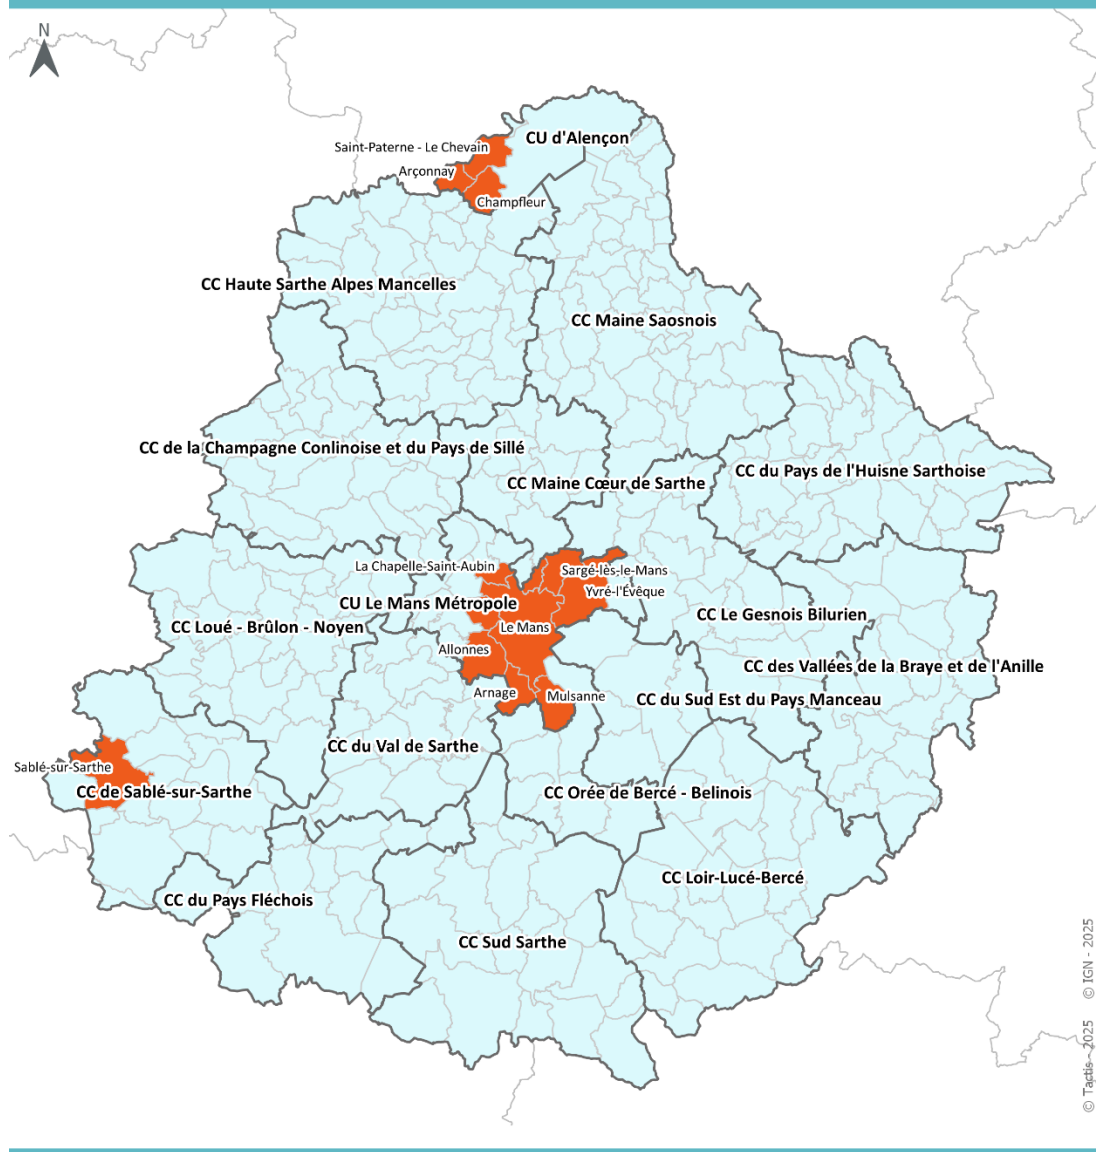 N
CU d'Alençon
Saint-Paterne - Le Chevain
Arçonnay
Champfleur
CC Haute Sarthe Alpes Mancelles
CC Maine Saosnois
CC de la Champagne Conlinoise et du Pays de Sillé
CC du Pays de l'Huisne Sarthoise
CC Maine Cœur de Sarthe
La Chapelle-Saint-Aubin
Sargé-lès-le-Mans
Yvré-l'Évêque
CU Le Mans Métropole
CC Le Gesnois Bilurien
CC Loué - Brûlon - Noyen
Le Mans
Allonnes
CC des Vallées de la Braye et de l'Anille
Arnage
Mulsanne
CC du Sud Est du Pays Manceau
CC du Val de Sarthe
Sablé-sur-Sarthe
CC de Sablé-sur-Sarthe
CC Orée de Bercé - Belinois
CC Loir-Lucé-Bercé
CC du Pays Fléchois
CC Sud Sarthe
© Tactis - 2025 © IGN - 2025